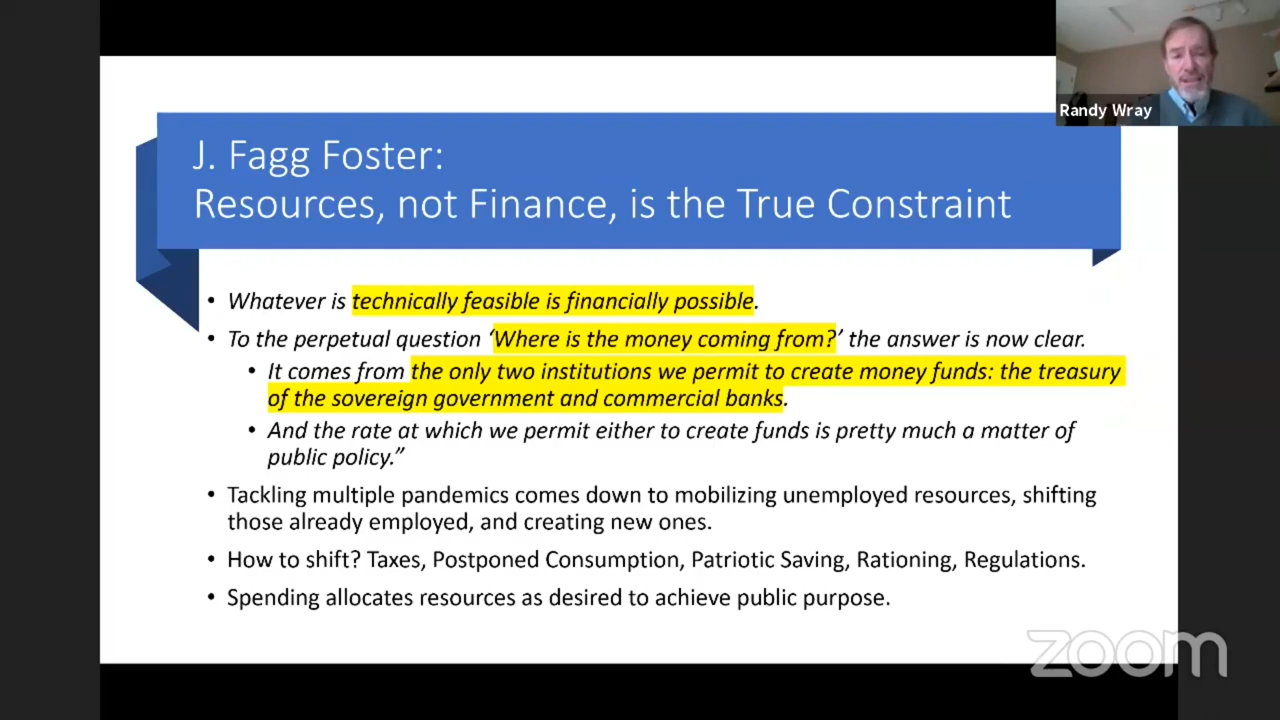 Randy Wray
J. Fagg Foster:
Resources, not Finance, is the True Constraint
• Whatever is technically feasible is financially possible.
• To the perpetual question ‘Where is the money coming from?’ the answer is now clear.
• It comes from the only two institutions we permit to create money funds: the treasury
of the sovereign government and commercial banks.
• And the rate at which we permit either to create funds is pretty much a matter of
public policy.”
• Tackling multiple pandemics comes down to mobilizing unemployed resources, shifting
those already employed, and creating new ones.
• How to shift? Taxes, Postponed Consumption, Patriotic Saving, Rationing, Regulations.
• Spending allocates resources as desired to achieve public purpose.
zoom